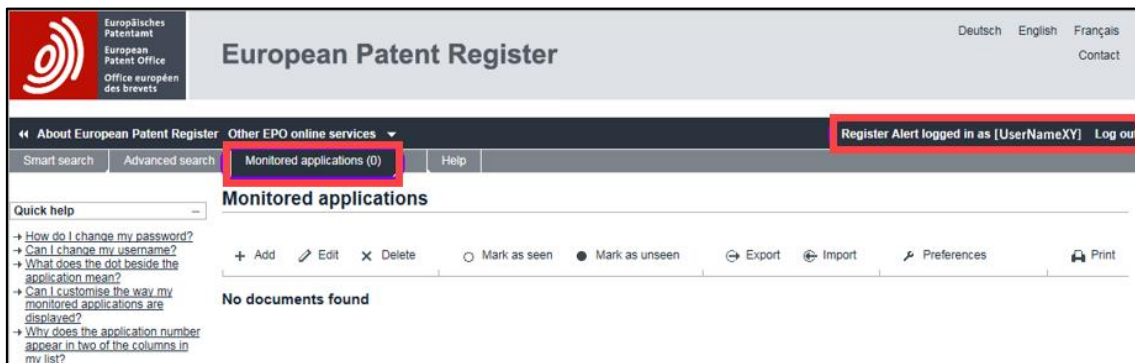 Europäisches
Patentamt
European
Patent Office
Office européen
des brevets
European Patent Register
Deutsch English Français
Contact
About European Patent Register Other EPO online services
Register Alert logged in as [UserNameXY] Log out
Smart search Advanced search Monitored applications (0) Help
Quick help
How do I change my password?
Can I change my username?
What does the dot beside the
application mean?
Can I customise the way my
monitored applications are
displayed?
Why does the application number
appear in two of the columns in
my list?
Monitored applications
Add Edit Delete Mark as seen Mark as unseen Export Import Preferences Print
No documents found